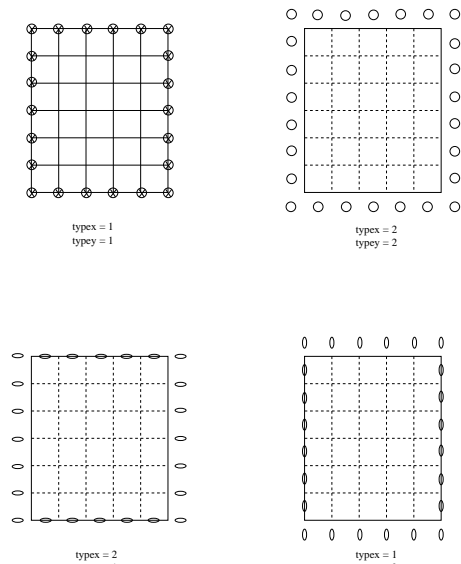 typex = 1
typey = 1
typex = 2
typey = 2
typex = 2
typex = 1